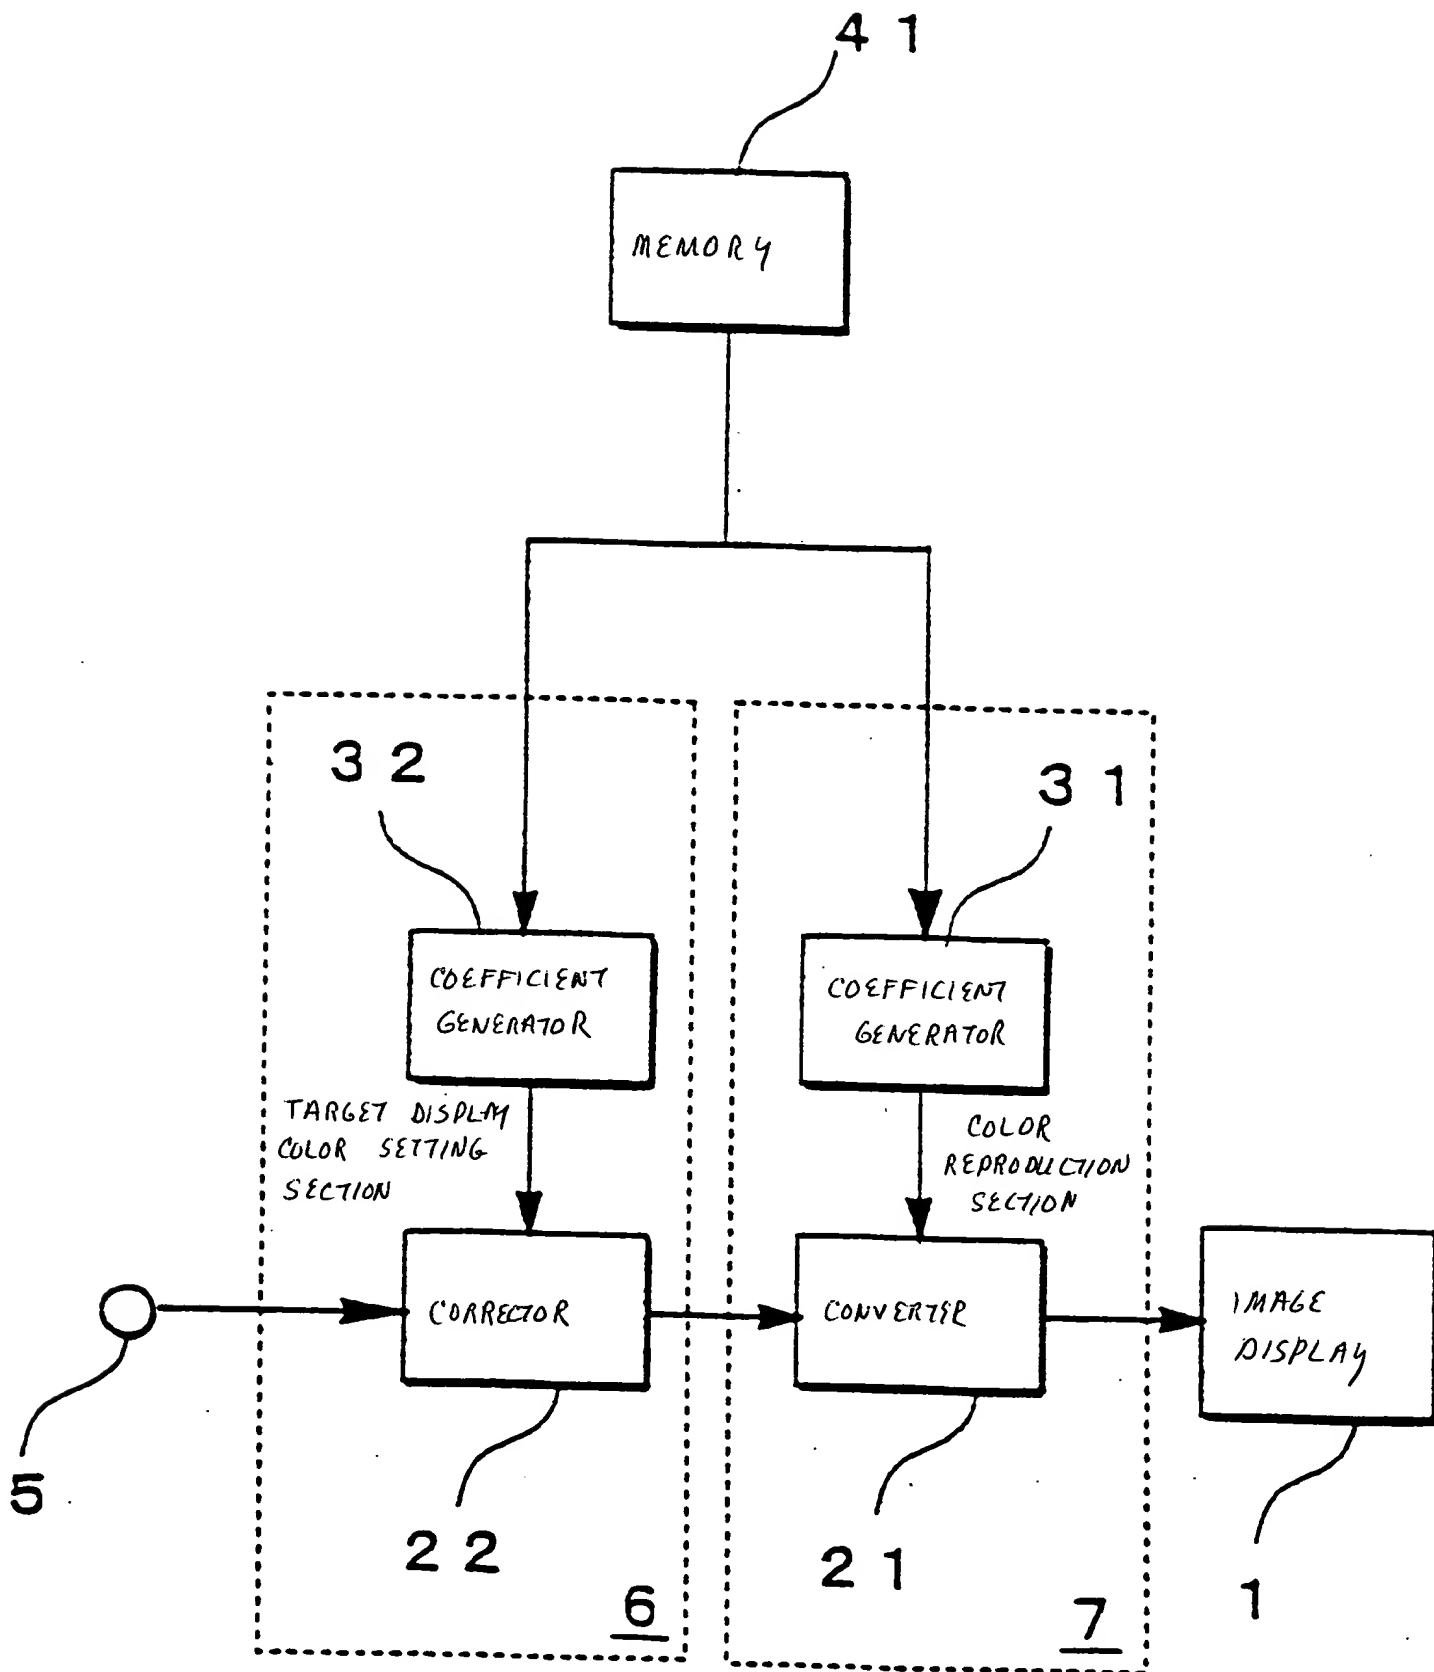 4 1
MEMORY
3 2
3 1
COEFFICIENT
GENERATOR
COEFFICIENT
GENERATOR
TARGET DISPLAY
COLOR SETTING
SECTION
COLOR
REPRODUCTION
SECTION
CORRECTOR
CONVERTER
IMAGE
DISPLAY
5
2 2
2 1
1
6
7